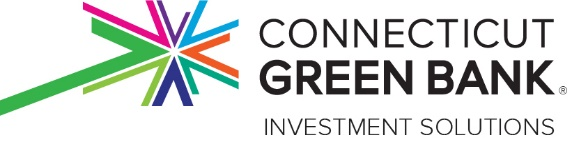 CONNECTICUT
GREEN BANK®
INVESTMENT SOLUTIONS